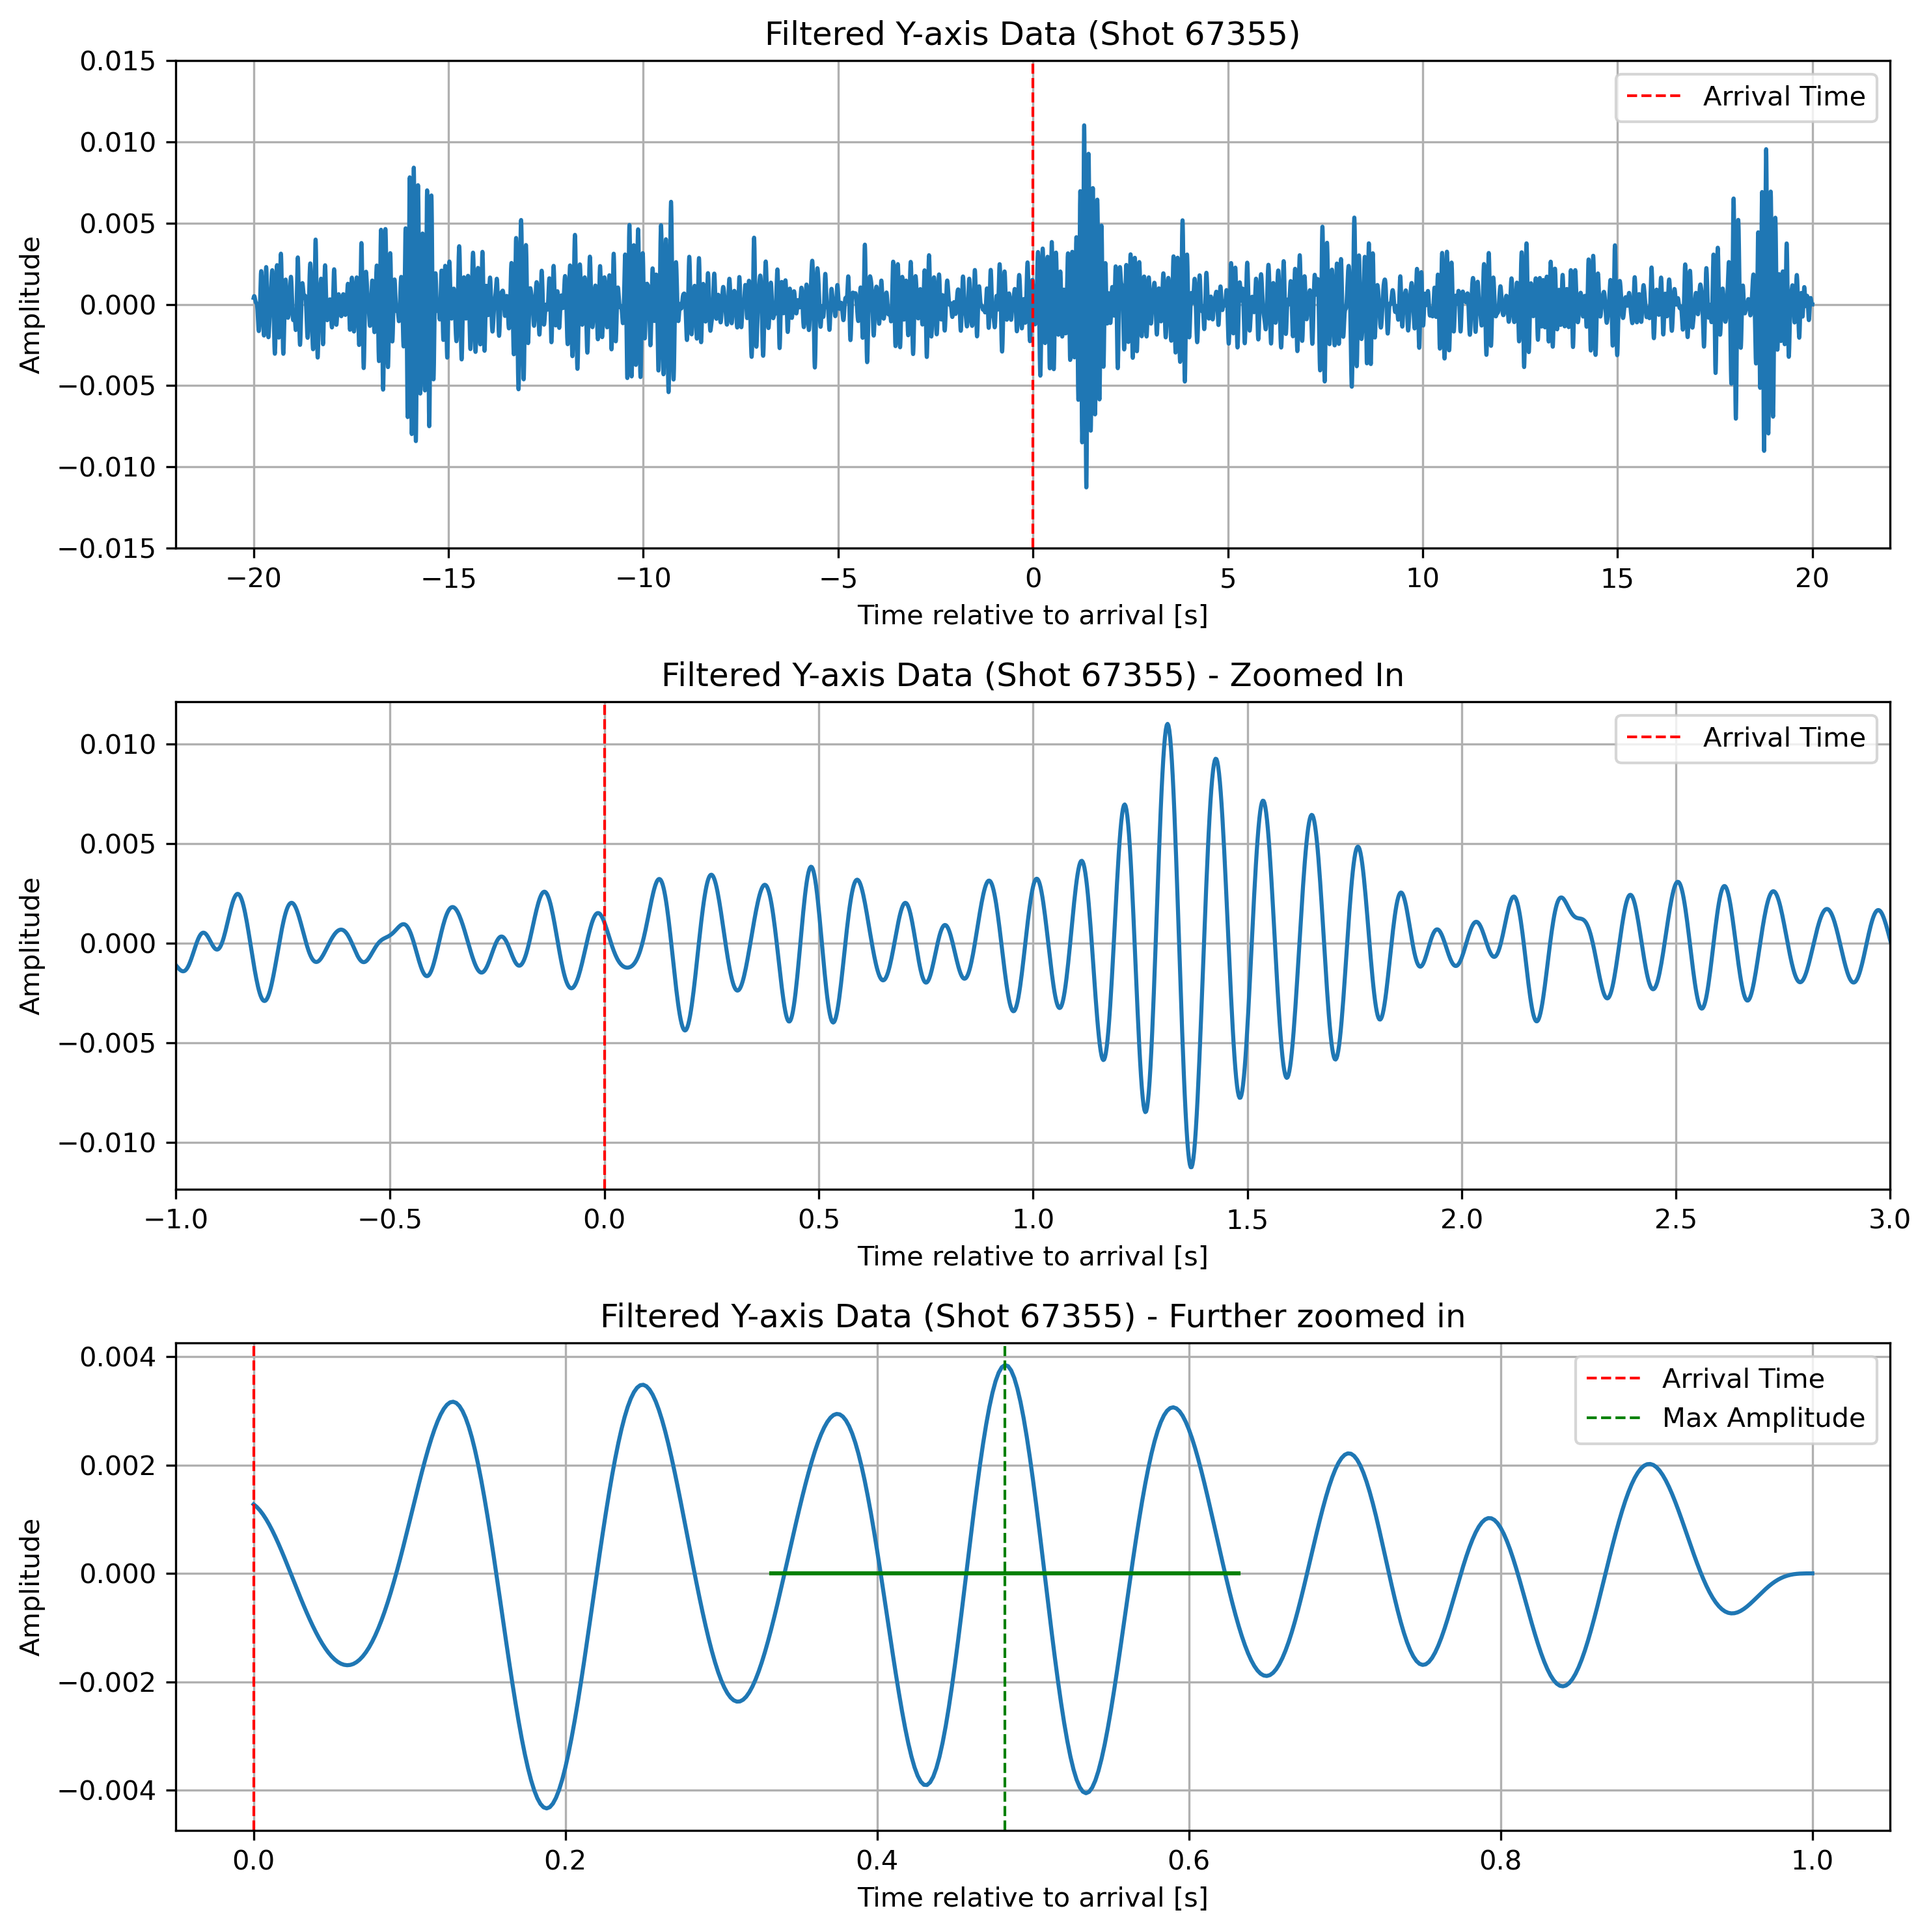 Filtered Y-axis Data (Shot 67355)
0.015
0.010
0.005
0.000
−0.005
−0.010
−0.015
Amplitude
Arrival Time
−20 −15 −10 −5 0 5 10 15 20
Time relative to arrival [s]
Filtered Y-axis Data (Shot 67355) - Zoomed In
0.010
0.005
0.000
−0.005
−0.010
Amplitude
Arrival Time
−1.0 −0.5 0.0 0.5 1.0 1.5 2.0 2.5 3.0
Time relative to arrival [s]
Filtered Y-axis Data (Shot 67355) - Further zoomed in
0.004
0.002
0.000
−0.002
−0.004
Amplitude
Arrival Time
Max Amplitude
0.0 0.2 0.4 0.6 0.8 1.0
Time relative to arrival [s]